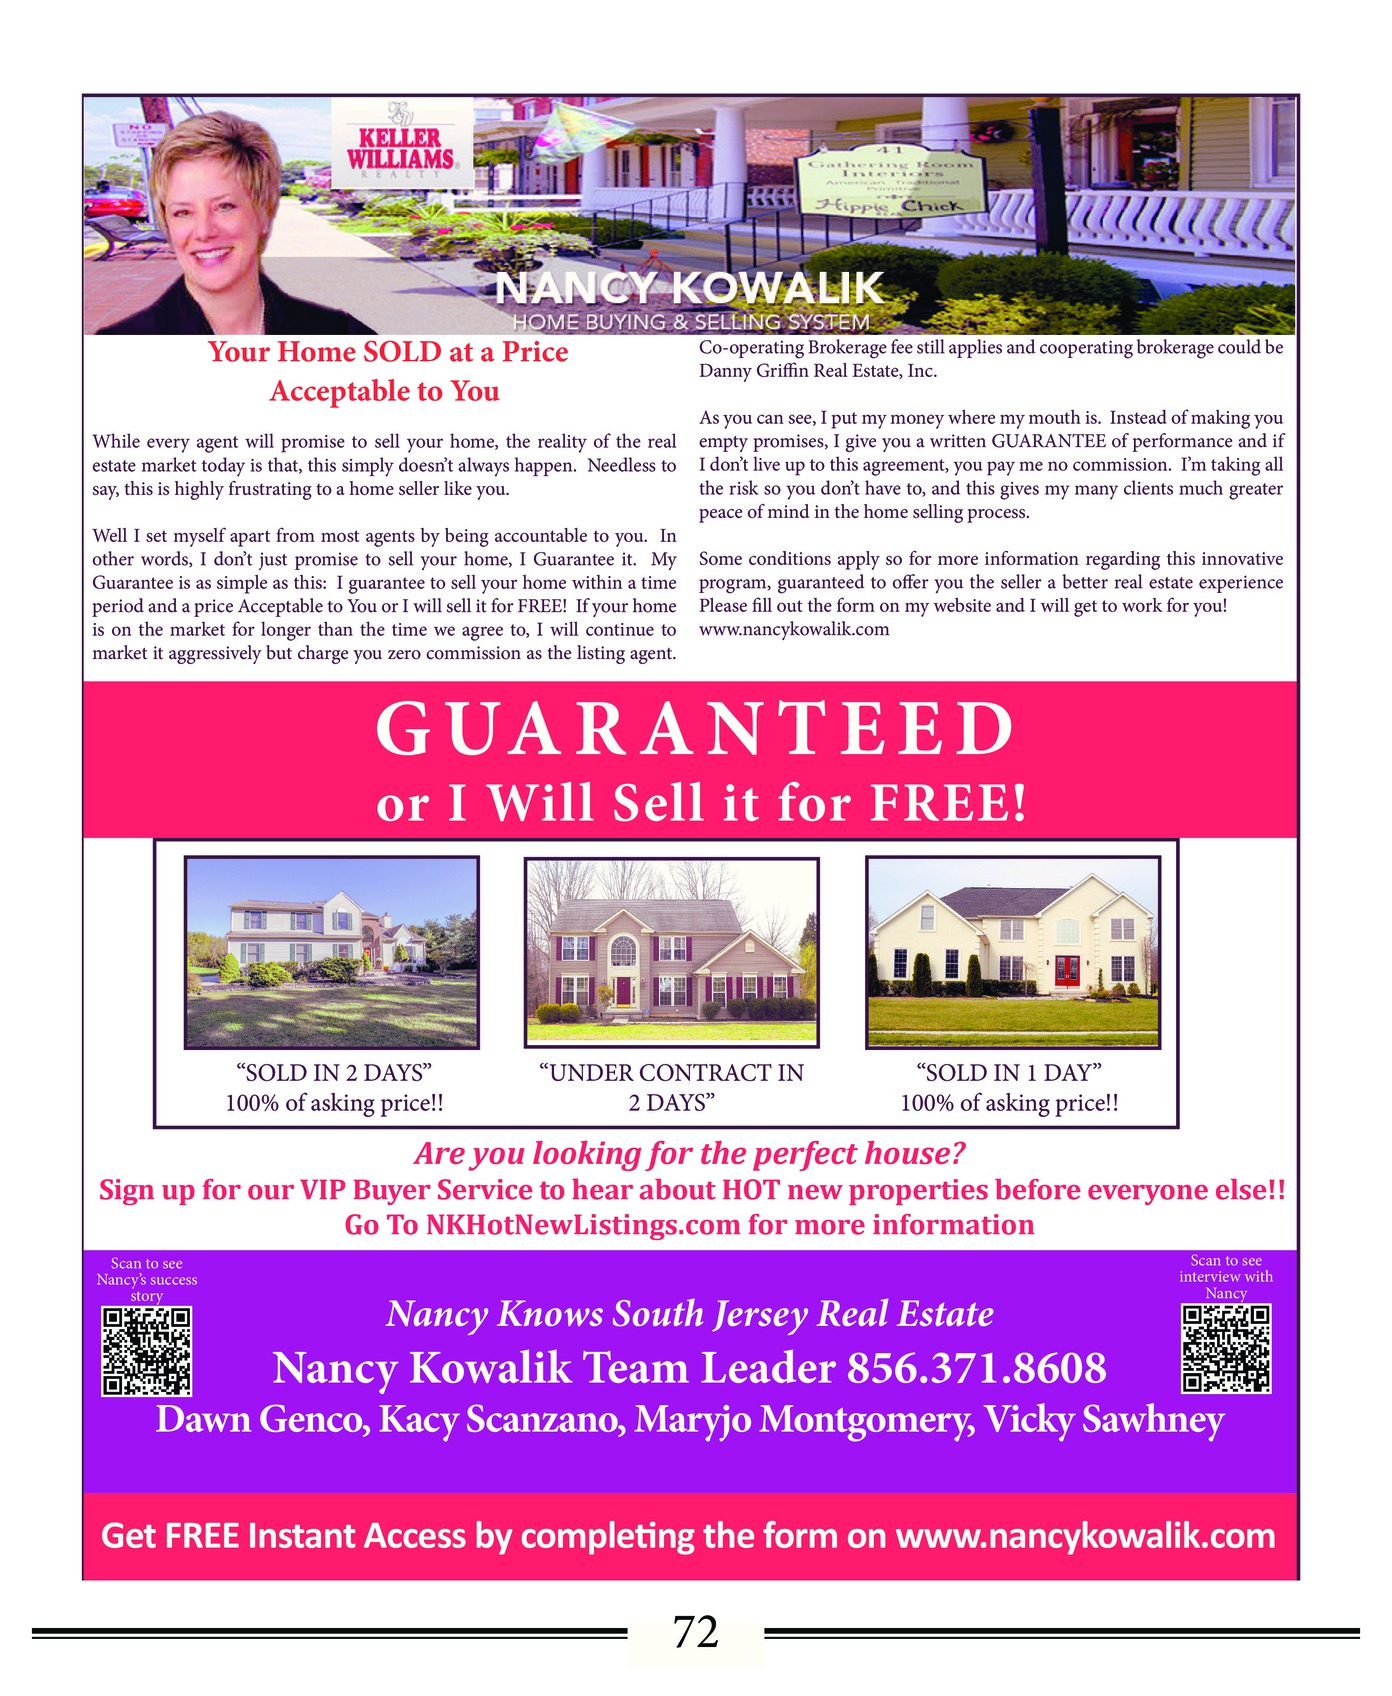 NO
STOPPING
OR
STANDING
KELLER
WILLIAMS®
REALTY
41
Gathering Room
Interiors
American Traditional
Primitive
Hippie Chick
NANCY KOWALIK
HOME BUYING & SELLING SYSTEM
Your Home SOLD at a Price
Acceptable to You
While every agent will promise to sell your home, the reality of the real
estate market today is that, this simply doesn’t always happen. Needless to
say, this is highly frustrating to a home seller like you.
Well I set myself apart from most agents by being accountable to you. In
other words, I don’t just promise to sell your home, I Guarantee it. My
Guarantee is as simple as this: I guarantee to sell your home within a time
period and a price Acceptable to You or I will sell it for FREE! If your home
is on the market for longer than the time we agree to, I will continue to
market it aggressively but charge you zero commission as the listing agent.
Co-operating Brokerage fee still applies and cooperating brokerage could be
Danny Griffin Real Estate, Inc.
As you can see, I put my money where my mouth is. Instead of making you
empty promises, I give you a written GUARANTEE of performance and if
I don’t live up to this agreement, you pay me no commission. I’m taking all
the risk so you don’t have to, and this gives my many clients much greater
peace of mind in the home selling process.
Some conditions apply so for more information regarding this innovative
program, guaranteed to offer you the seller a better real estate experience
Please fill out the form on my website and I will get to work for you!
www.nancykowalik.com
GUARANTEED
or I Will Sell it for FREE!
“SOLD IN 2 DAYS”
100% of asking price!!
“UNDER CONTRACT IN
2 DAYS”
“SOLD IN 1 DAY”
100% of asking price!!
Are you looking for the perfect house?
Sign up for our VIP Buyer Service to hear about HOT new properties before everyone else!!
Go To NKHotNewListings.com for more information
Scan to see
Nancy’s success
story
Scan to see
interview with
Nancy
Nancy Knows South Jersey Real Estate
Nancy Kowalik Team Leader 856.371.8608
Dawn Genco, Kacy Scanzano, Maryjo Montgomery, Vicky Sawhney
Get FREE Instant Access by completing the form on www.nancykowalik.com
72